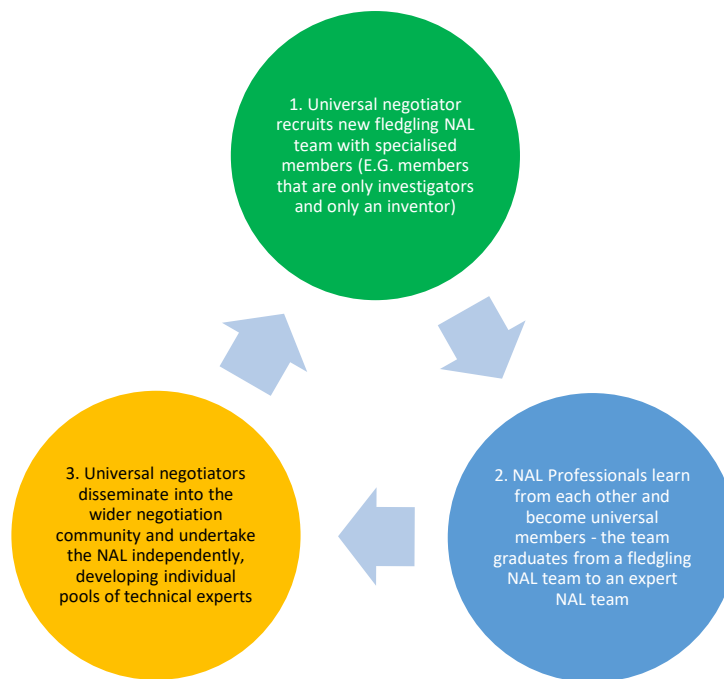 1. Universal negotiator
recruits new fledgling NAL
team with specialised
members (E.G. members
that are only investigators
and only an inventor)
2. NAL Professionals learn
from each other and
become universal
members - the team
graduates from a fledgling
NAL team to an expert
NAL team
3. Universal negotiators
disseminate into the
wider negotiation
community and undertake
the NAL independently,
developing individual
pools of technical experts